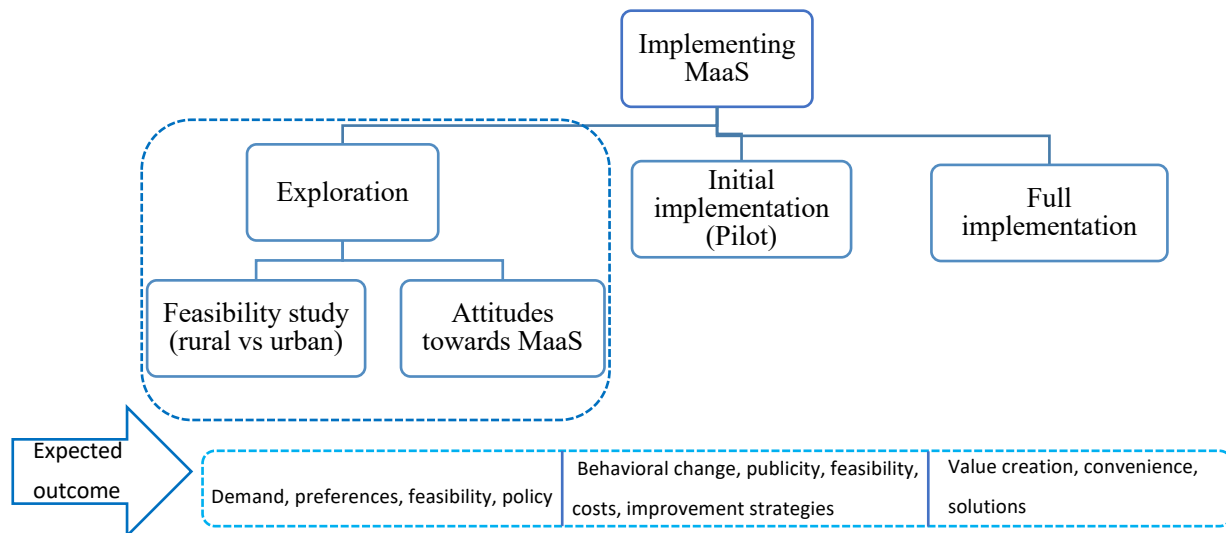 Implementing
MaaS
Exploration
Initial
implementation
(Pilot)
Full
implementation
Feasibility study
(rural vs urban)
Attitudes
towards MaaS
Expected
outcome
Demand, preferences, feasibility, policy
Behavioral change, publicity, feasibility,
costs, improvement strategies
Value creation, convenience,
solutions